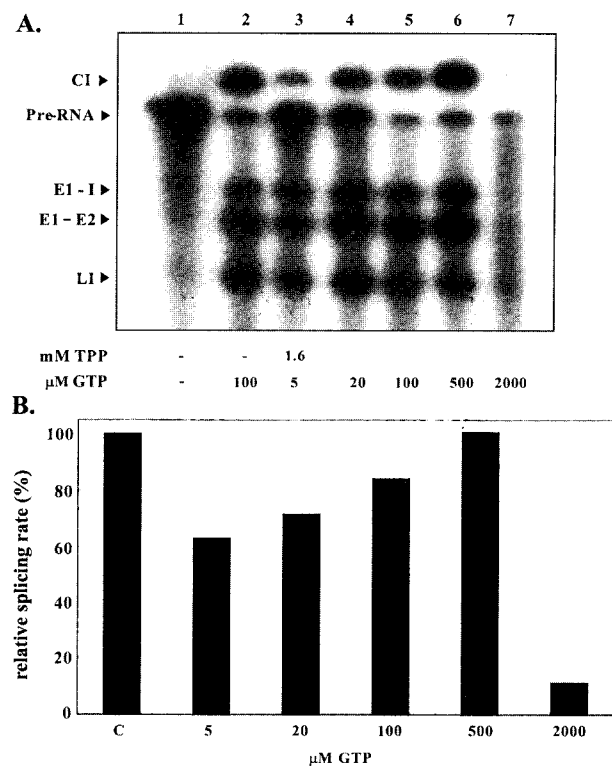 A.
1 2 3 4 5 6 7
CI
Pre-RNA
E1 - I
E1 - E2
LI
mM TPP - - 1.6
µM GTP - 100 5 20 100 500 2000
B.
relative splicing rate (%)
100
80
60
40
20
0
C 5 20 100 500 2000
µM GTP